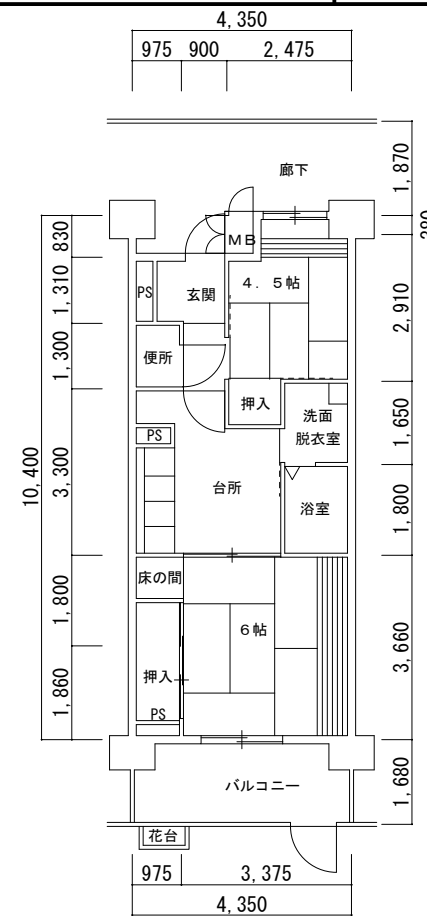 4,350
975 900 2,475
廊下
1,870
280
830
MB
PS
玄関
4．5帖
1,310
2,910
便所
1,300
押入
洗面
脱衣室
1,650
PS
台所
3,300
10,400
浴室
1,800
床の間
6帖
1,800
3,660
押入
PS
1,860
バルコニー
1,680
花台
975 3,375
4,350